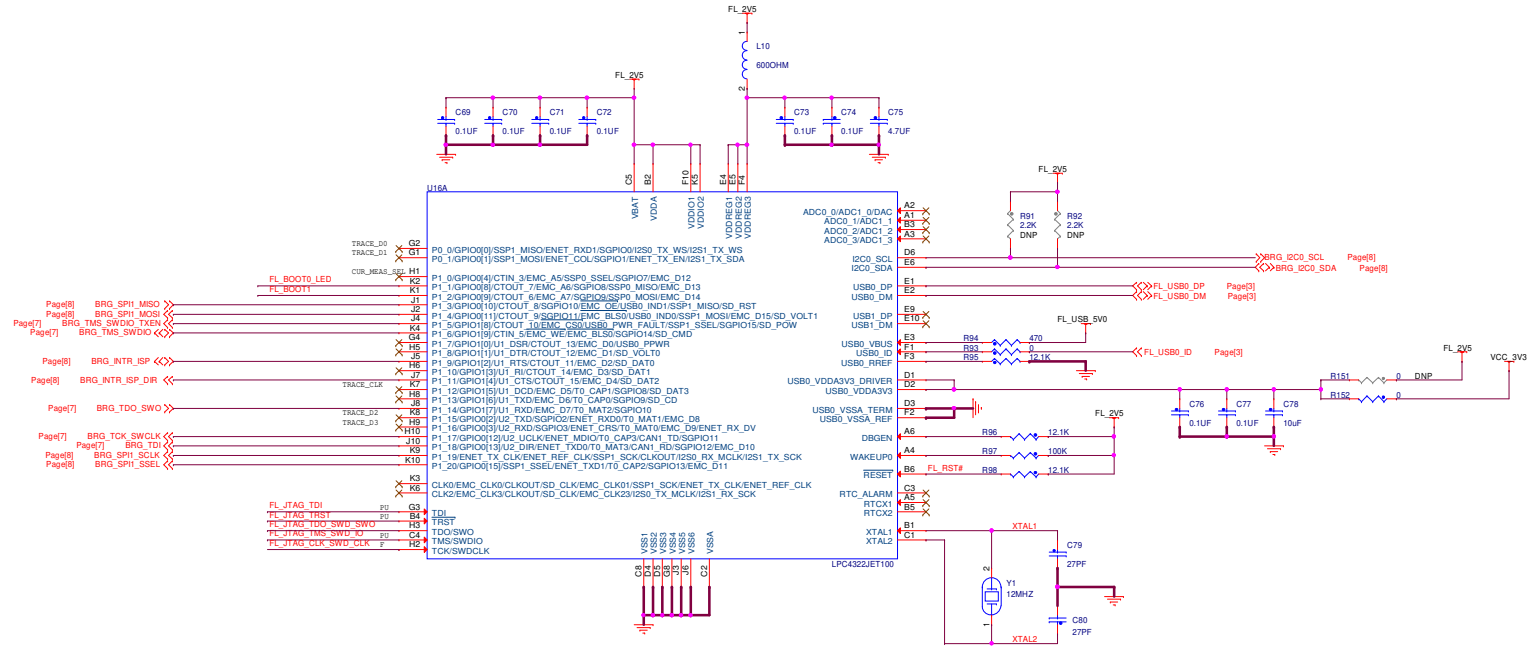 FL_2V5
1
L10
600OHM
2
FL_2V5
C69
0.1UF
C70
0.1UF
C71
0.1UF
C72
0.1UF
C73
0.1UF
C74
0.1UF
C75
4.7UF
C5
B2
F10
K5
E4
E5
F4
U16A
VBAT
VDDA
VDDIO1
VDDIO2
VDDREG1
VDDREG2
VDDREG3
TRACE_D0 G2 P0_0/GPIO0[0]/SSP1_MISO/ENET_RXD1/SGPIO0/I2S0_TX_WS/I2S1_TX_WS
TRACE_D1 G1 P0_1/GPIO0[1]/SSP1_MOSI/ENET_COL/SGPIO1/ENET_TX_EN/I2S1_TX_SDA
CUR_MEAS_SEL H1 P1_0/GPIO0[4]/CTIN_3/EMC_A5/SSP0_SSEL/SGPIO7/EMC_D12
FL_BOOT0_LED K2 P1_1/GPIO0[8]/CTOUT_7/EMC_A6/SGPIO8/SSP0_MISO/EMC_D13
FL_BOOT1 K1 P1_2/GPIO0[9]/CTOUT_6/EMC_A7/SGPIO9/SSP0_MOSI/EMC_D14
Page[8] BRG_SPI1_MISO J1 P1_3/GPIO0[10]/CTOUT_8/SGPIO10/EMC_OE/USB0_IND1/SSP1_MISO/SD_RST
Page[8] BRG_SPI1_MOSI J2 P1_4/GPIO0[11]/CTOUT_9/SGPIO11/EMC_BLS0/USB0_IND0/SSP1_MOSI/EMC_D15/SD_VOLT1
Page[7] BRG_TMS_SWDIO_TXEN J4 P1_5/GPIO1[8]/CTOUT_10/EMC_CS0/USB0_PWR_FAULT/SSP1_SSEL/SGPIO15/SD_POW
Page[7] BRG_TMS_SWDIO K4 P1_6/GPIO1[9]/CTIN_5/EMC_WE/EMC_BLS0/SGPIO14/SD_CMD
G4 P1_7/GPIO1[0]/U1_DSR/CTOUT_13/EMC_D0/USB0_PPWR
H5 P1_8/GPIO1[1]/U1_DTR/CTOUT_12/EMC_D1/SD_VOLT0
Page[8] BRG_INTR_ISP J5 P1_9/GPIO1[2]/U1_RTS/CTOUT_11/EMC_D2/SD_DAT0
H6 P1_10/GPIO1[3]/U1_RI/CTOUT_14/EMC_D3/SD_DAT1
Page[8] BRG_INTR_ISP_DIR J7 P1_11/GPIO1[4]/U1_CTS/CTOUT_15/EMC_D4/SD_DAT2
TRACE_CLK K7 P1_12/GPIO1[5]/U1_DCD/EMC_D5/T0_CAP1/SGPIO8/SD_DAT3
H8 P1_13/GPIO1[6]/U1_TXD/EMC_D6/T0_CAP0/SGPIO9/SD_CD
Page[7] BRG_TDO_SWO J8 P1_14/GPIO1[7]/U1_RXD/EMC_D7/T0_MAT2/SGPIO10
TRACE_D2 K8 P1_15/GPIO0[2]/U2_TXD/SGPIO2/ENET_RXD0/T0_MAT1/EMC_D8
TRACE_D3 H9 P1_16/GPIO0[3]/U2_RXD/SGPIO3/ENET_CRS/T0_MAT0/EMC_D9/ENET_RX_DV
Page[7] BRG_TCK_SWCLK H10 P1_17/GPIO0[12]/U2_UCLK/ENET_MDIO/T0_CAP3/CAN1_TD/SGPIO11
Page[7] BRG_TDI J10 P1_18/GPIO0[13]/U2_DIR/ENET_TXD0/T0_MAT3/CAN1_RD/SGPIO12/EMC_D10
Page[8] BRG_SPI1_SCLK K9 P1_19/ENET_TX_CLK/ENET_REF_CLK/SSP1_SCK/CLKOUT/I2S0_RX_MCLK/I2S1_TX_SCK
Page[8] BRG_SPI1_SSEL K10 P1_20/GPIO0[15]/SSP1_SSEL/ENET_TXD1/T0_CAP2/SGPIO13/EMC_D11
K3 CLK0/EMC_CLK0/CLKOUT/SD_CLK/EMC_CLK01/SSP1_SCK/ENET_TX_CLK/ENET_REF_CLK
K6 CLK2/EMC_CLK3/CLKOUT/SD_CLK/EMC_CLK23/I2S0_TX_MCLK/I2S1_RX_SCK
FL_JTAG_TDI PU G3 TDI
FL_JTAG_TRST PU B4 TRST
FL_JTAG_TDO_SWD_SWO H3 TDO/SWO
FL_JTAG_TMS_SWD_IO PU C4 TMS/SWDIO
FL_JTAG_CLK_SWD_CLK F H2 TCK/SWDCLK
VSS1
VSS2
VSS3
VSS4
VSS5
VSS6
VSSA
C8
D4
D5
G8
J3
J6
C2
LPC4322JET100
ADC0_0/ADC1_0/DAC A2
ADC0_1/ADC1_1 A1
ADC0_2/ADC1_2 B3
ADC0_3/ADC1_3 A3
FL_2V5
R91
2.2K
DNP
R92
2.2K
DNP
I2C0_SCL D6 BRG_I2C0_SCL Page[8]
I2C0_SDA E6 BRG_I2C0_SDA Page[8]
USB0_DP E1 FL_USB0_DP Page[3]
USB0_DM E2 FL_USB0_DM Page[3]
USB1_DP E9
USB1_DM E10
FL_USB_5V0
USB0_VBUS E3 R94 470
USB0_ID F1 R93 0 FL_USB0_ID Page[3]
USB0_RREF F3 R95 12.1K
USB0_VDDA3V3_DRIVER D1
USB0_VDDA3V3 D2
FL_2V5
VCC_3V3
R151 0 DNP
R152 0
C76
0.1UF
C77
0.1UF
C78
10uF
USB0_VSSA_TERM D3
USB0_VSSA_REF F2
FL_2V5
DBGEN A6 R96 12.1K
WAKEUP0 A4 R97 100K
RESET B6 FL_RST# R98 12.1K
RTC_ALARM C3
RTCX1 A5
RTCX2 B5
XTAL1 B1 XTAL1
XTAL2 C1
C79
27PF
2
Y1
12MHZ
1
C80
27PF
XTAL2